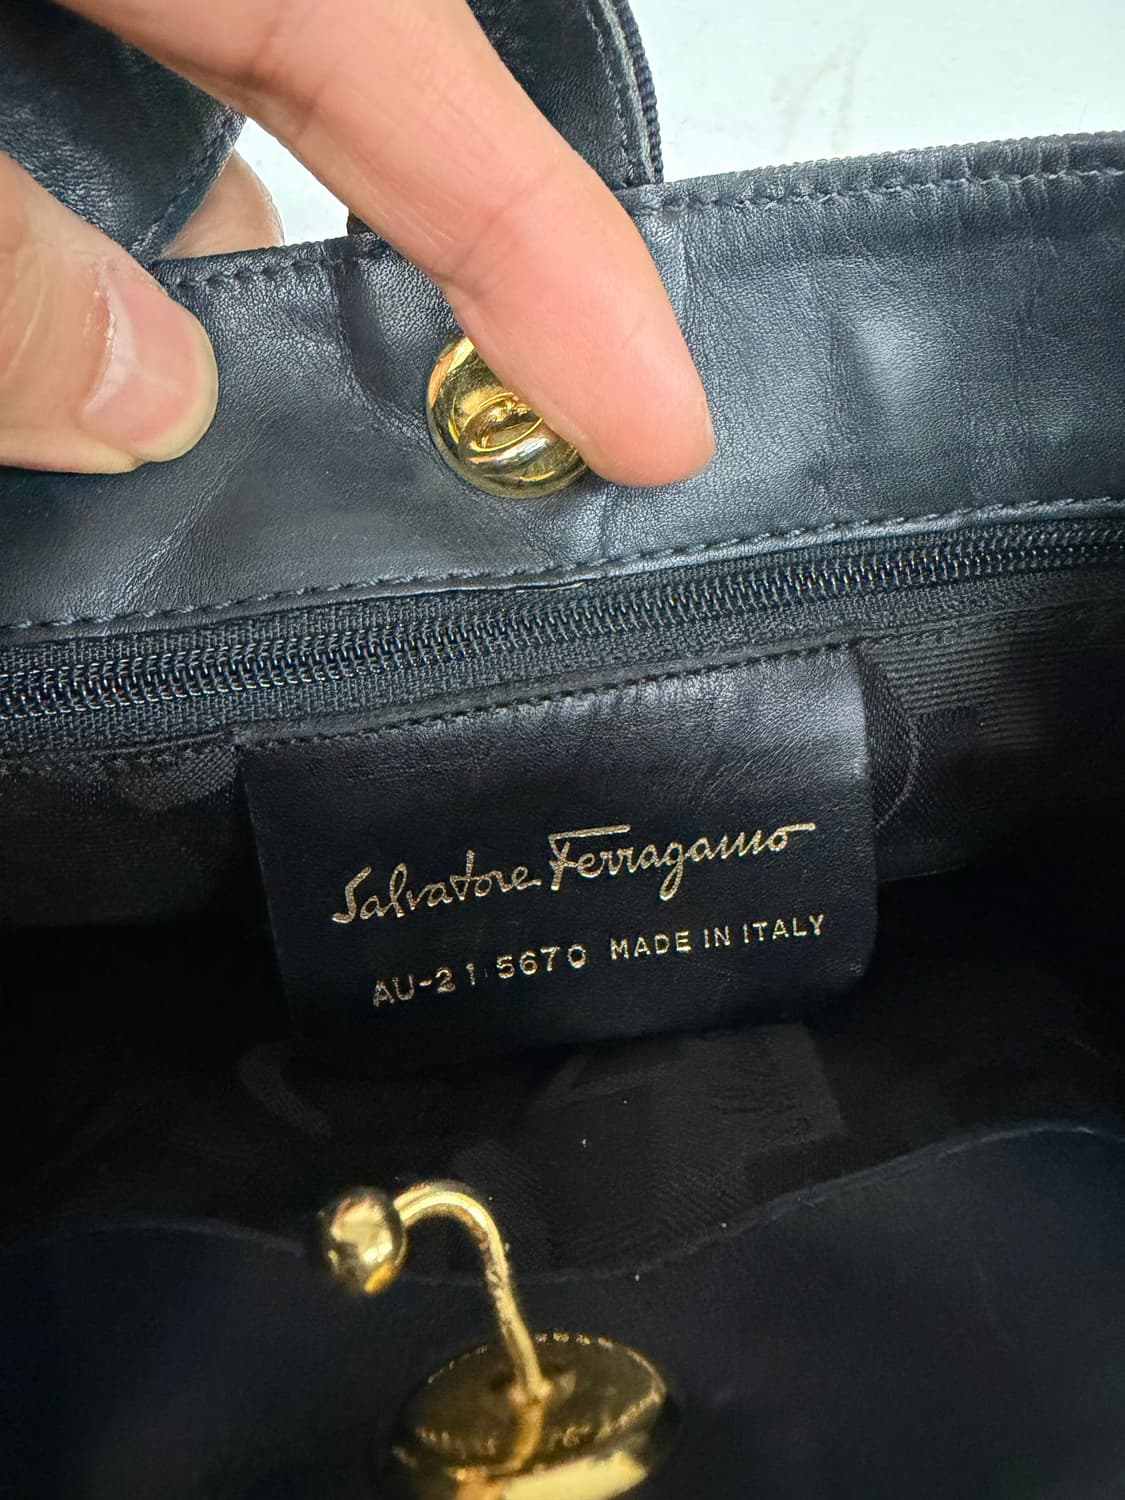 Salvatore Ferragamo
AU-21 5670 MADE IN ITALY